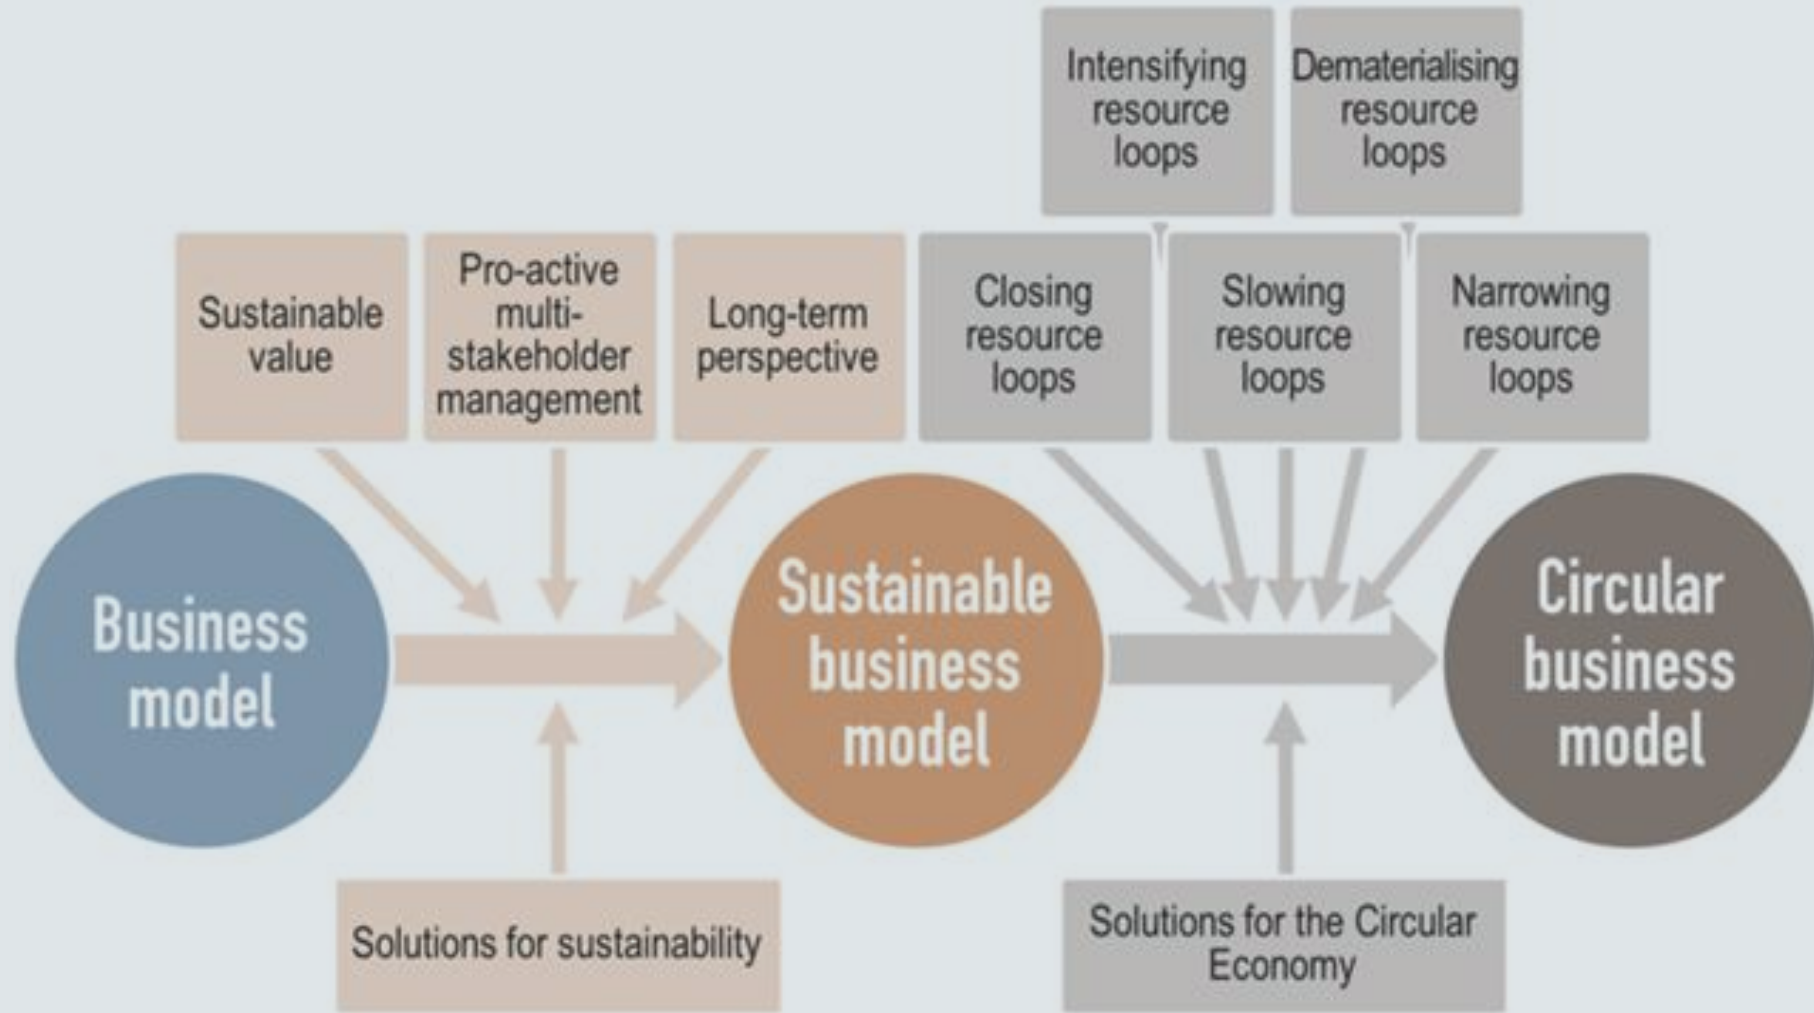 Intensifying
resource
loops
Dematerialising
resource
loops
Sustainable
value
Pro-active
multi-
stakeholder
management
Long-term
perspective
Closing
resource
loops
Slowing
resource
loops
Narrowing
resource
loops
Business
model
Sustainable
business
model
Circular
business
model
Solutions for sustainability
Solutions for the Circular
Economy